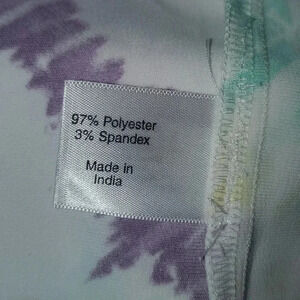 97% Polyester
3% Spandex
Made in
India